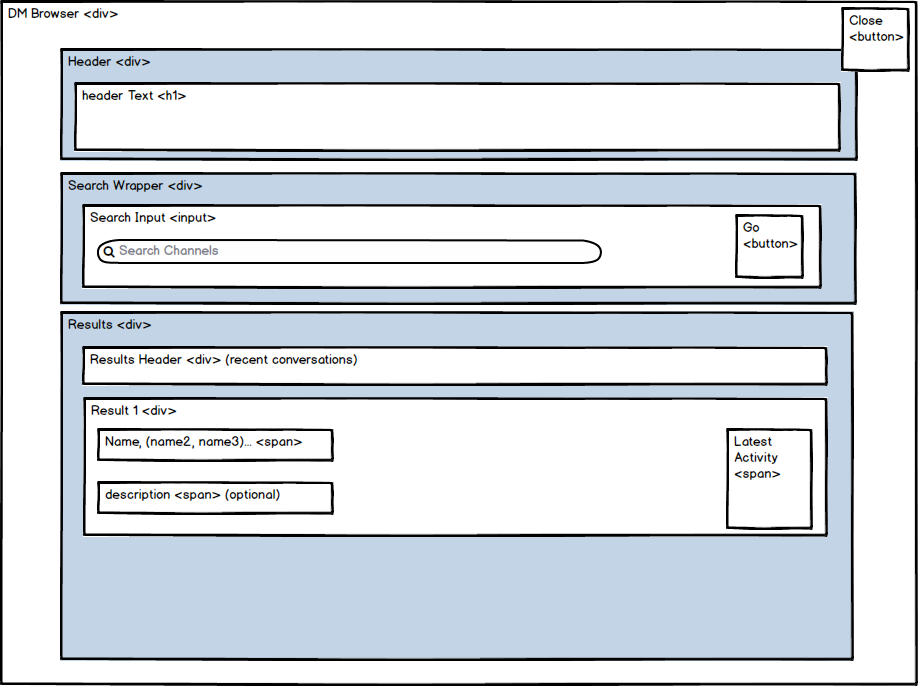 DM Browser <div>
Close
<button>
Header <div>
header Text <h1>
Search Wrapper <div>
Search Input <input>
Search Channels
Go
<button>
Results <div>
Results Header <div> (recent conversations)
Result 1 <div>
Name, (name2, name3)... <span>
description <span> (optional)
Latest
Activity
<span>